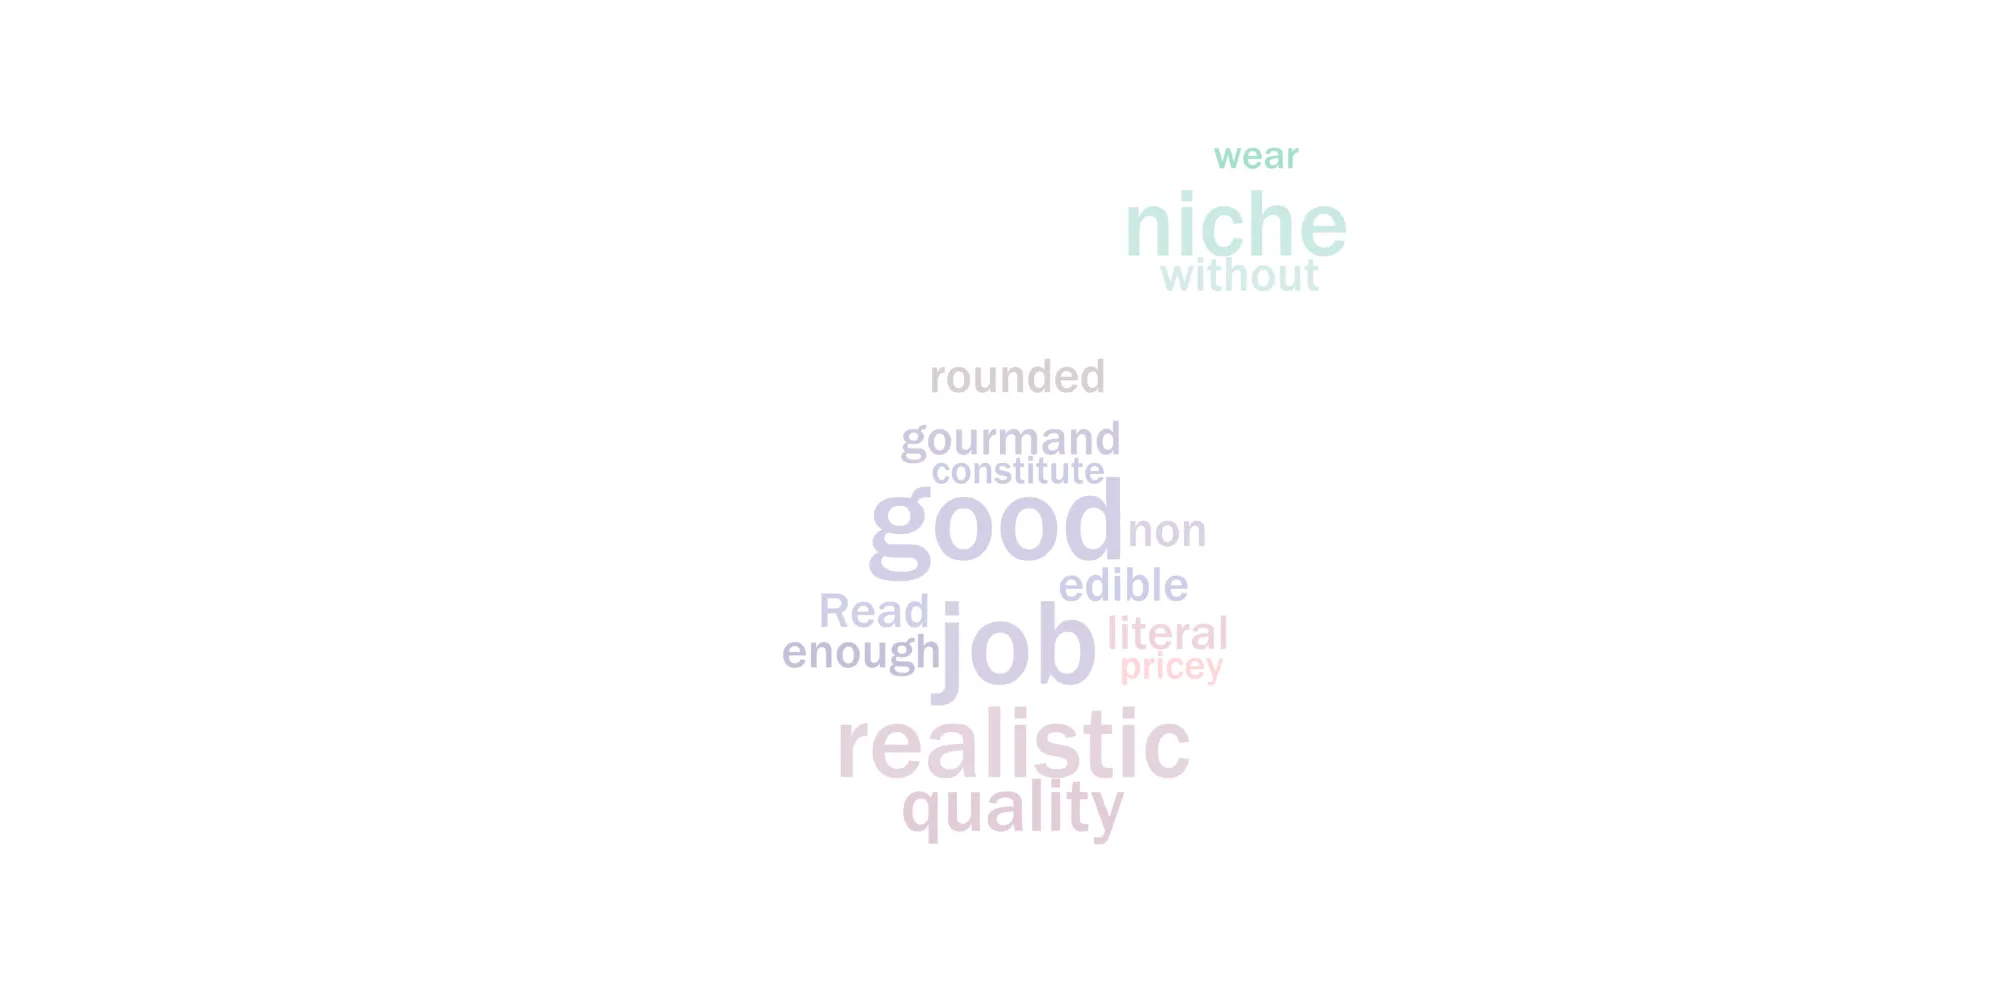 wear
niche
without
rounded
gourmand
constitute
good non
edible
Read
enough job literal
pricey
realistic
quality